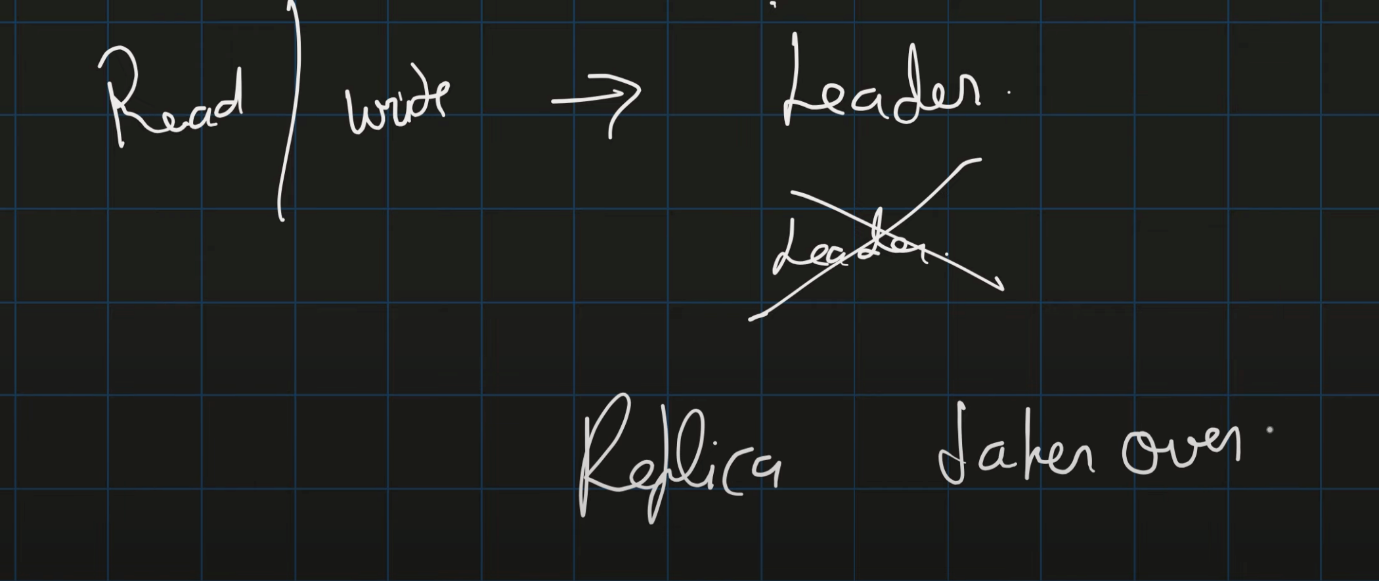 Read | write → Leader.
Leader.
Replica taken over.